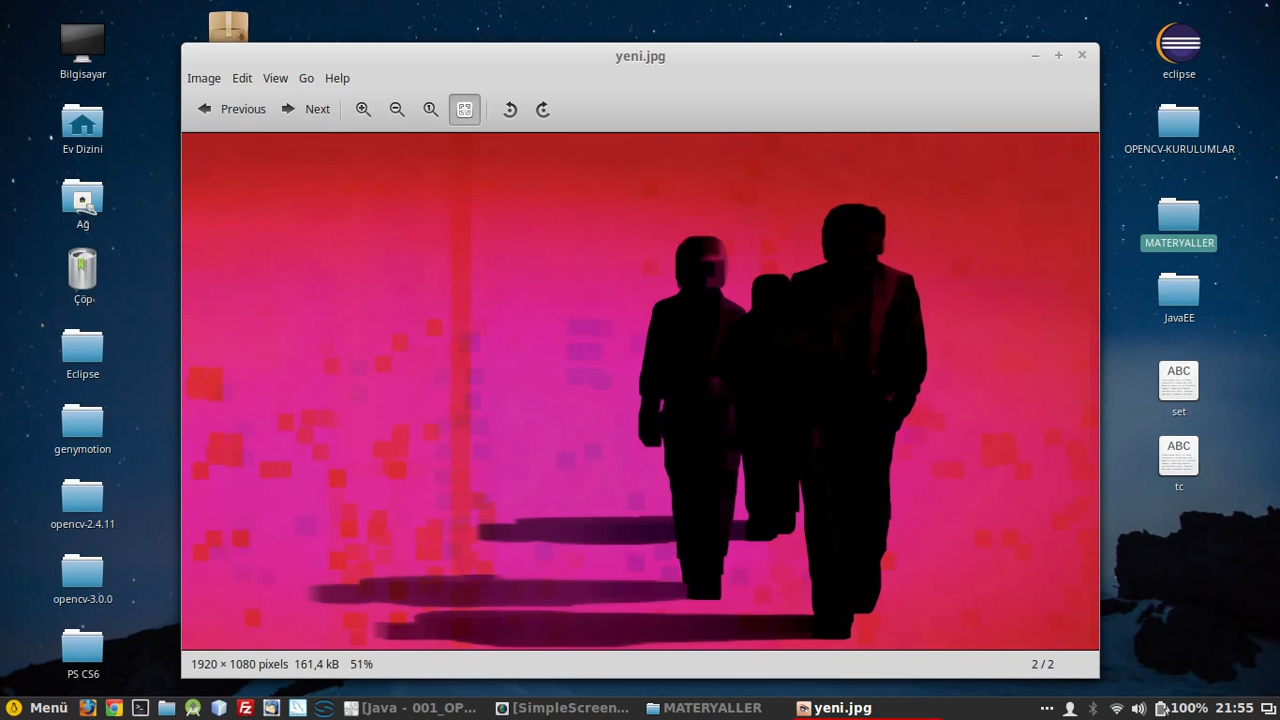 yeni.jpg
Image Edit View Go Help
Previous Next
1920 × 1080 pixels 161,4 kB 51%
2 / 2
Bilgisayar
Ev Dizini
Ağ
Çöp
Eclipse
genymotion
opencv-2.4.11
opencv-3.0.0
PS CS6
eclipse
OPENCV-KURULUMLAR
MATERYALLER
JavaEE
ABC
set
ABC
tc
Menü [Java - 001_OP... [SimpleScreen... MATERYALLER yeni.jpg 100% 21:55